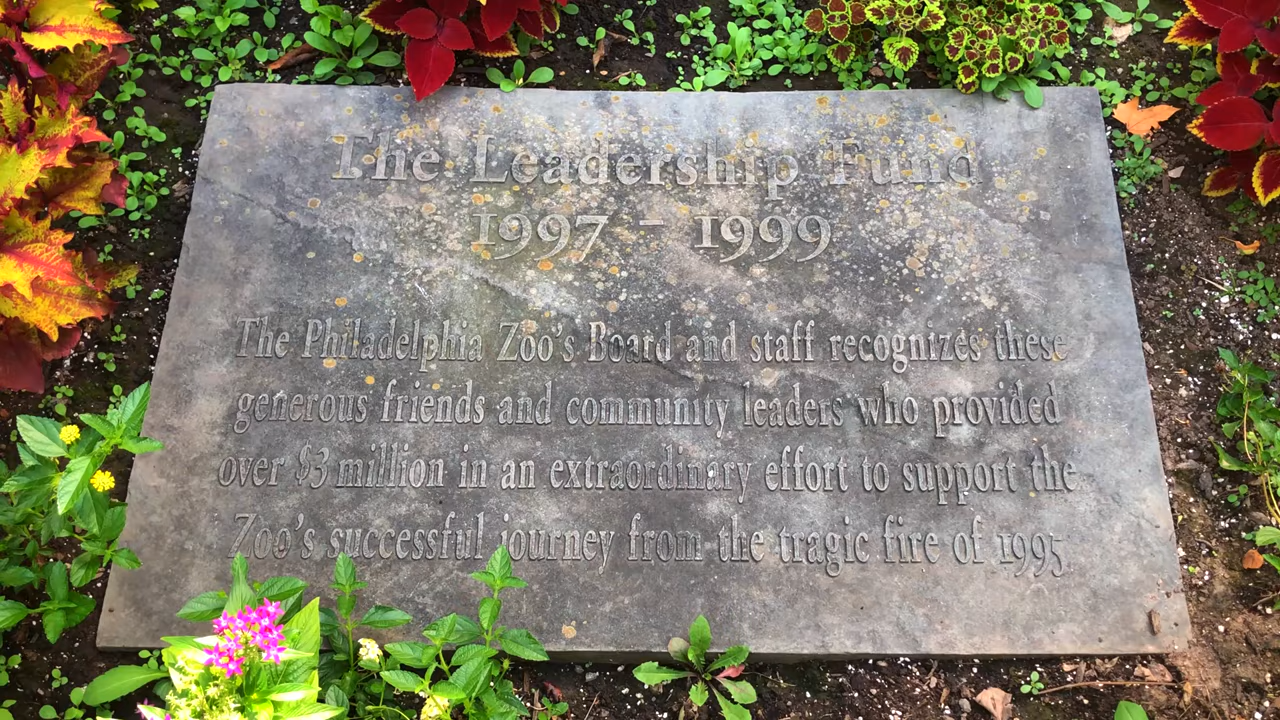 The Leadership Fund
1997 - 1999
The Philadelphia Zoo's Board and staff recognizes these
generous friends and community leaders who provided
over $3 million in an extraordinary effort to support the
Zoo's successful journey from the tragic fire of 1995